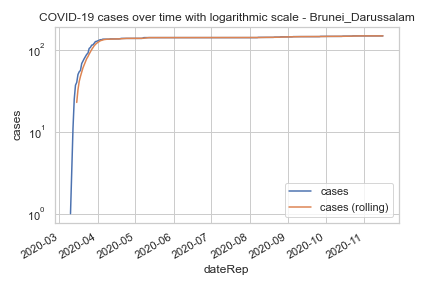 COVID-19 cases over time with logarithmic scale - Brunei_Darussalam
10²
10¹
10⁰
cases
cases
cases (rolling)
2020-03
2020-04
2020-05
2020-06
2020-07
2020-08
2020-09
2020-10
2020-11
dateRep